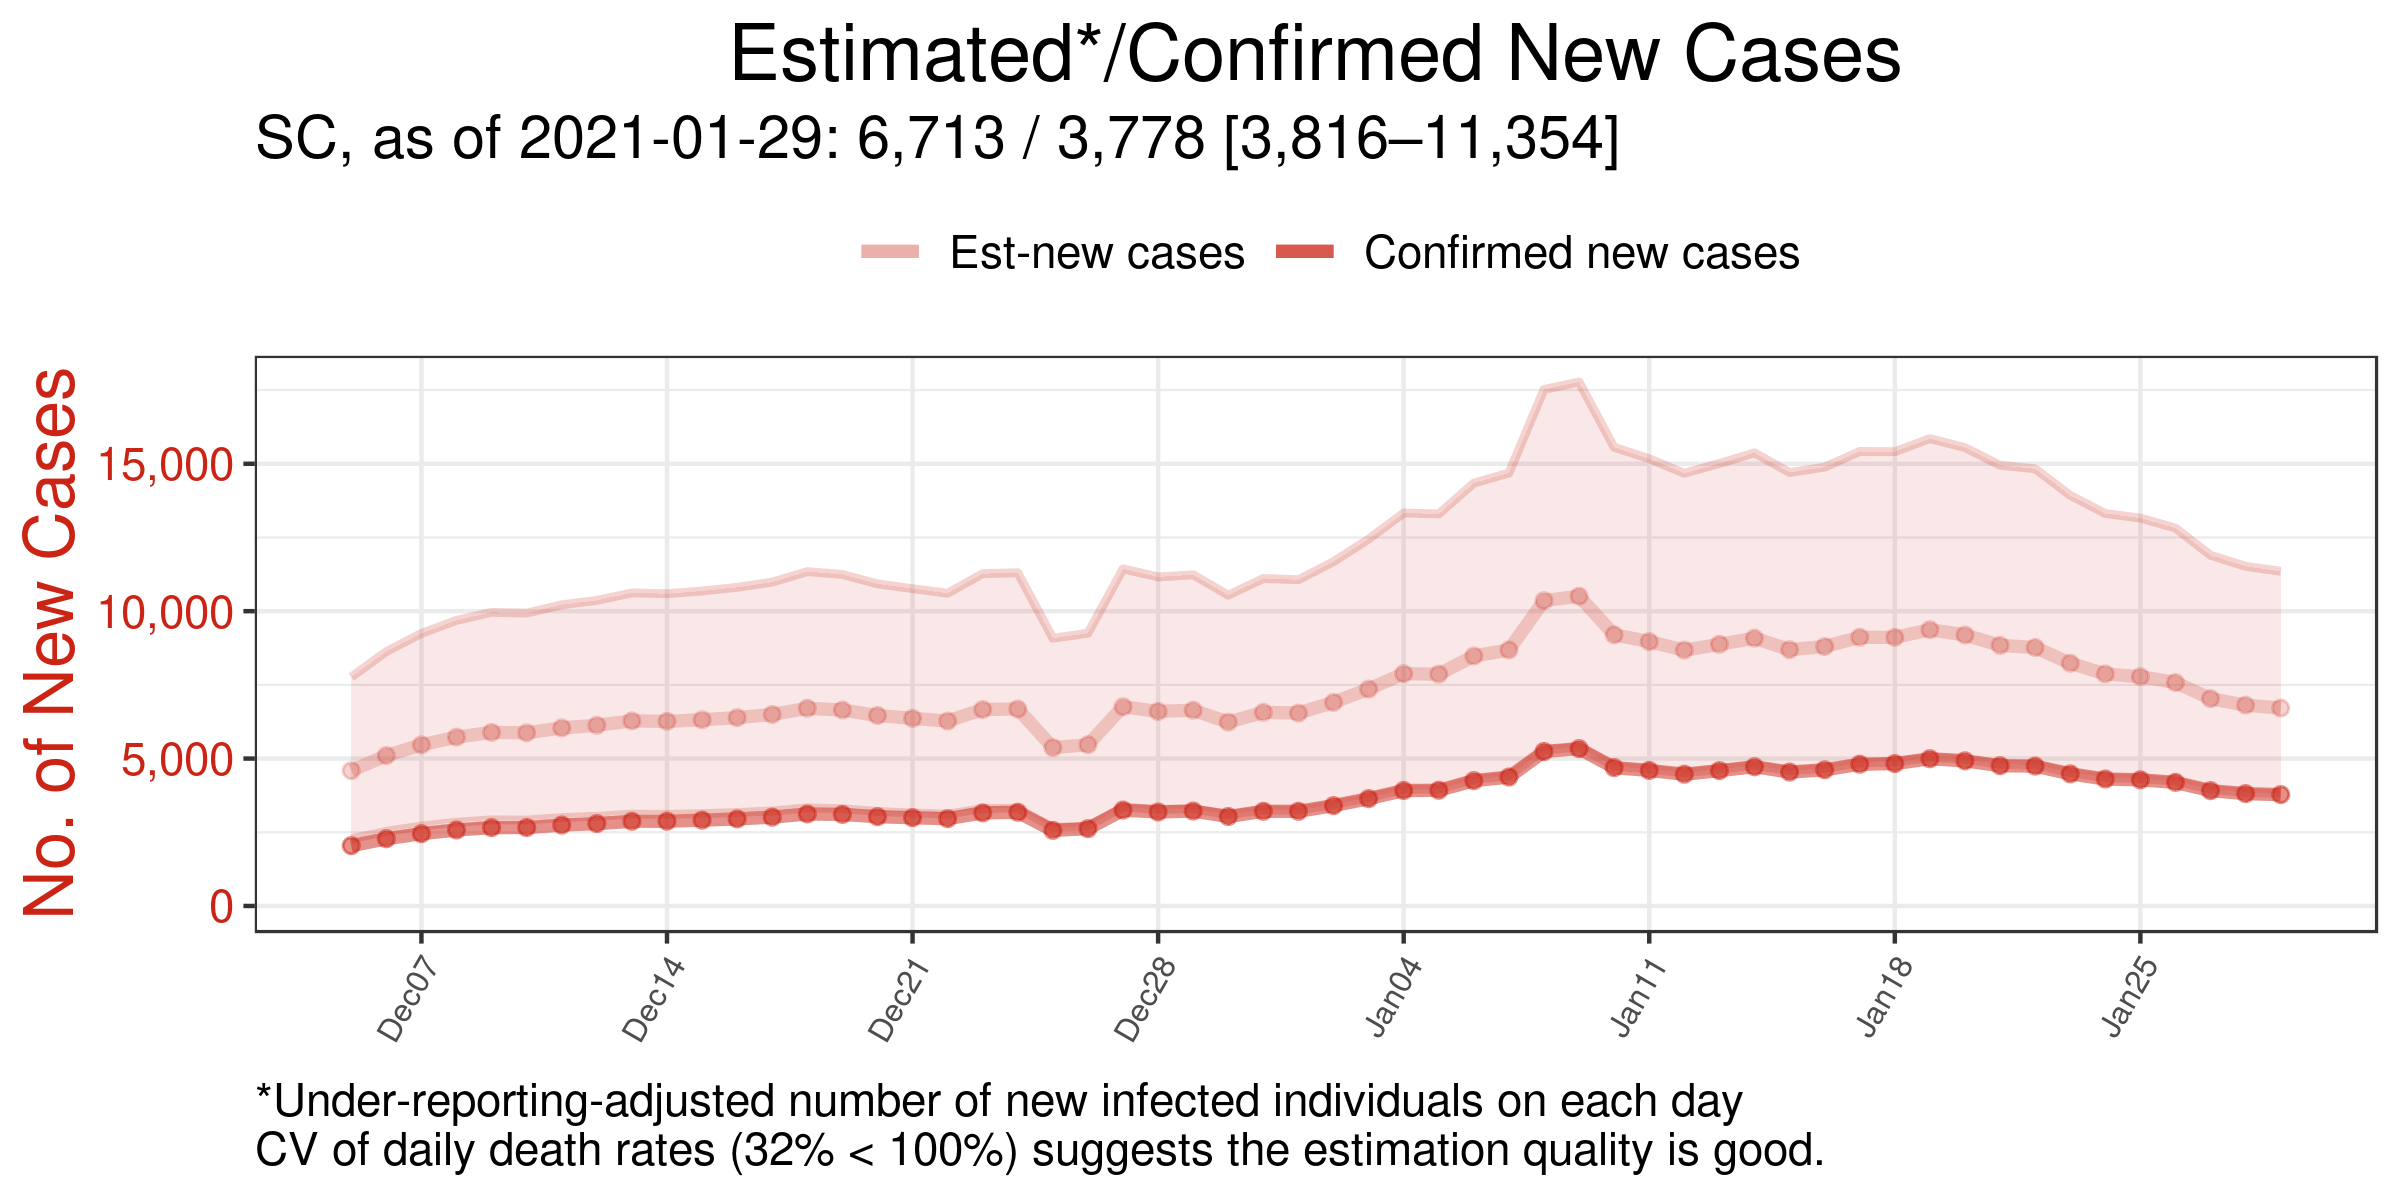 Estimated*/Confirmed New Cases
SC, as of 2021-01-29: 6,713 / 3,778 [3,816–11,354]
Est-new cases
Confirmed new cases
No. of New Cases
15,000
10,000
5,000
0
Dec07
Dec14
Dec21
Dec28
Jan04
Jan11
Jan18
Jan25
*Under-reporting-adjusted number of new infected individuals on each day
CV of daily death rates (32% < 100%) suggests the estimation quality is good.